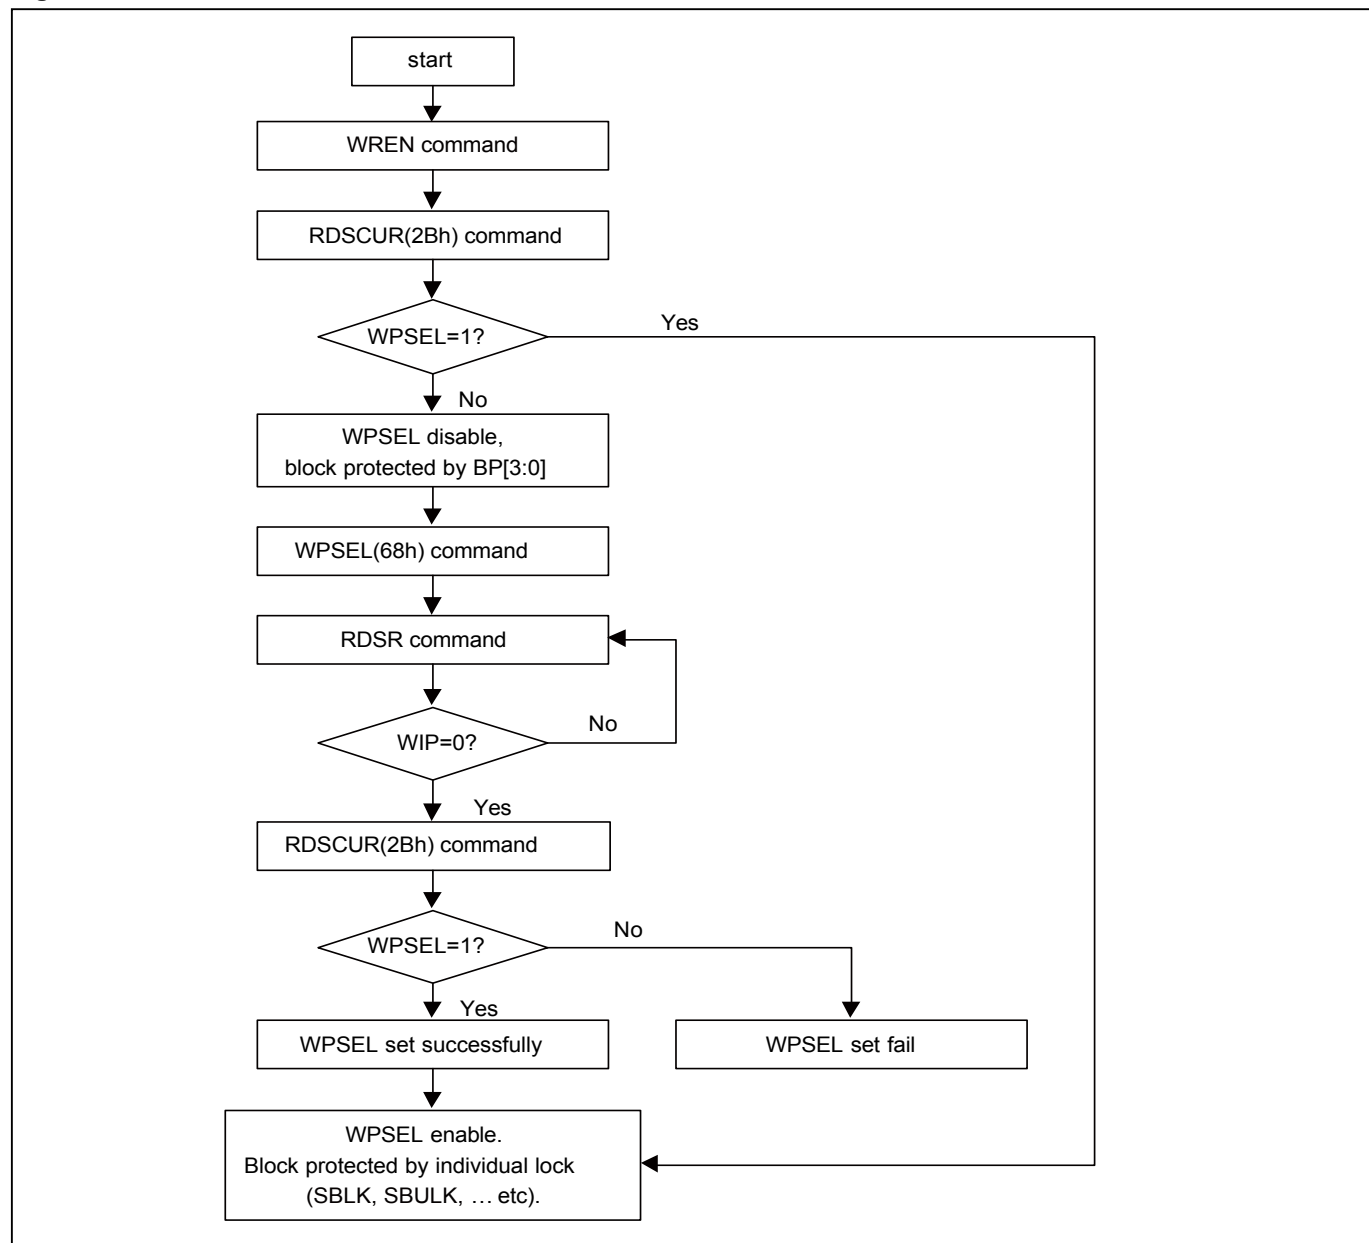 start
WREN command
RDSCUR(2Bh) command
WPSEL=1?
Yes
No
WPSEL disable,
block protected by BP[3:0]
WPSEL(68h) command
RDSR command
WIP=0?
No
Yes
RDSCUR(2Bh) command
WPSEL=1?
No
Yes
WPSEL set successfully
WPSEL set fail
WPSEL enable.
Block protected by individual lock
(SBLK, SBULK, … etc).